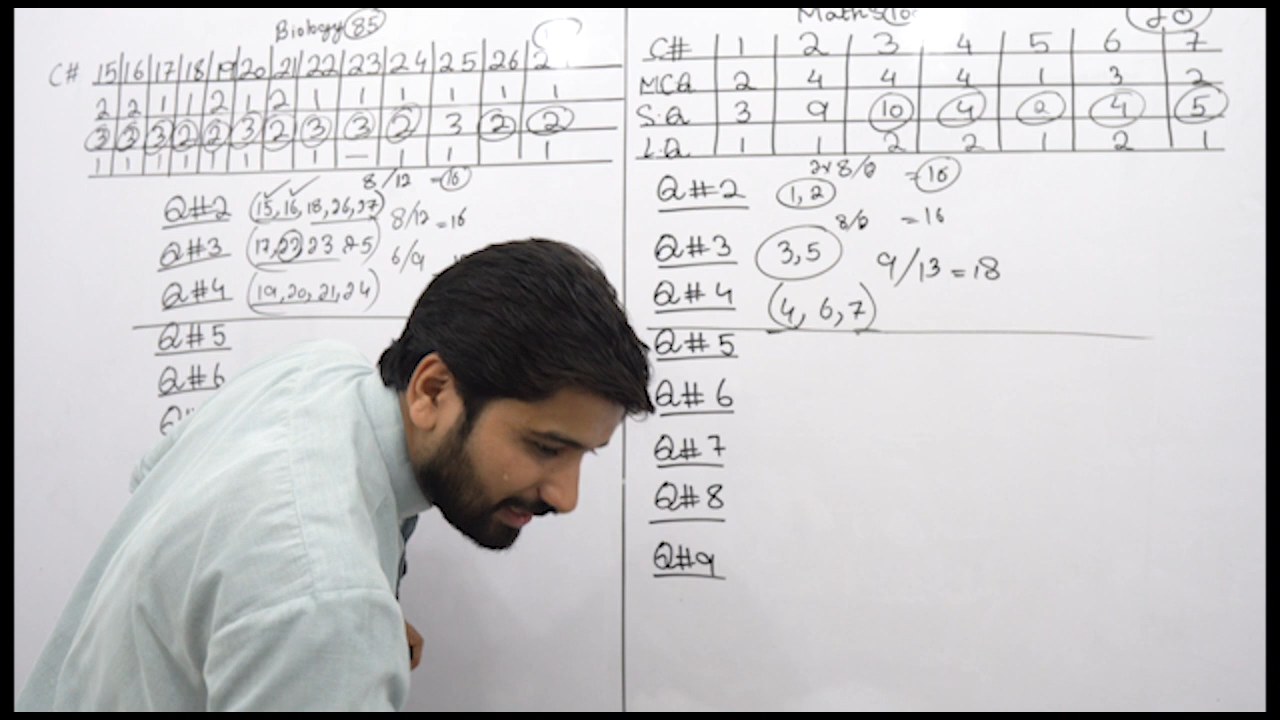 Biology 85
C# 15 16 17 18 19 20 21 22 23 24 25 26 2
2 2 1 1 2 1 2 1 1 1 1 1 1
3 3 3 2 2 3 2 3 3 2 3 2 2
1 1 1 1 1 1 1 — 1 1 1
8/12 =16
Q#2 (15, 16, 18, 26, 27) 8/12 =16
Q#3 (17, 22, 23 25) 6/9
Q#4 (19, 20, 21, 24)
Q#5
Q#6
Maths 10
C# 1 2 3 4 5 6 7
MCQ 2 4 4 4 1 3 2
S.Q 3 9 10 4 2 4 5
L.Q 1 1 2 2 1 2 1
=16
Q#2 1, 2
=16
Q#3 3, 5 9/13 =18
Q#4 (4, 6, 7)
Q#5
Q#6
Q#7
Q#8
Q#9